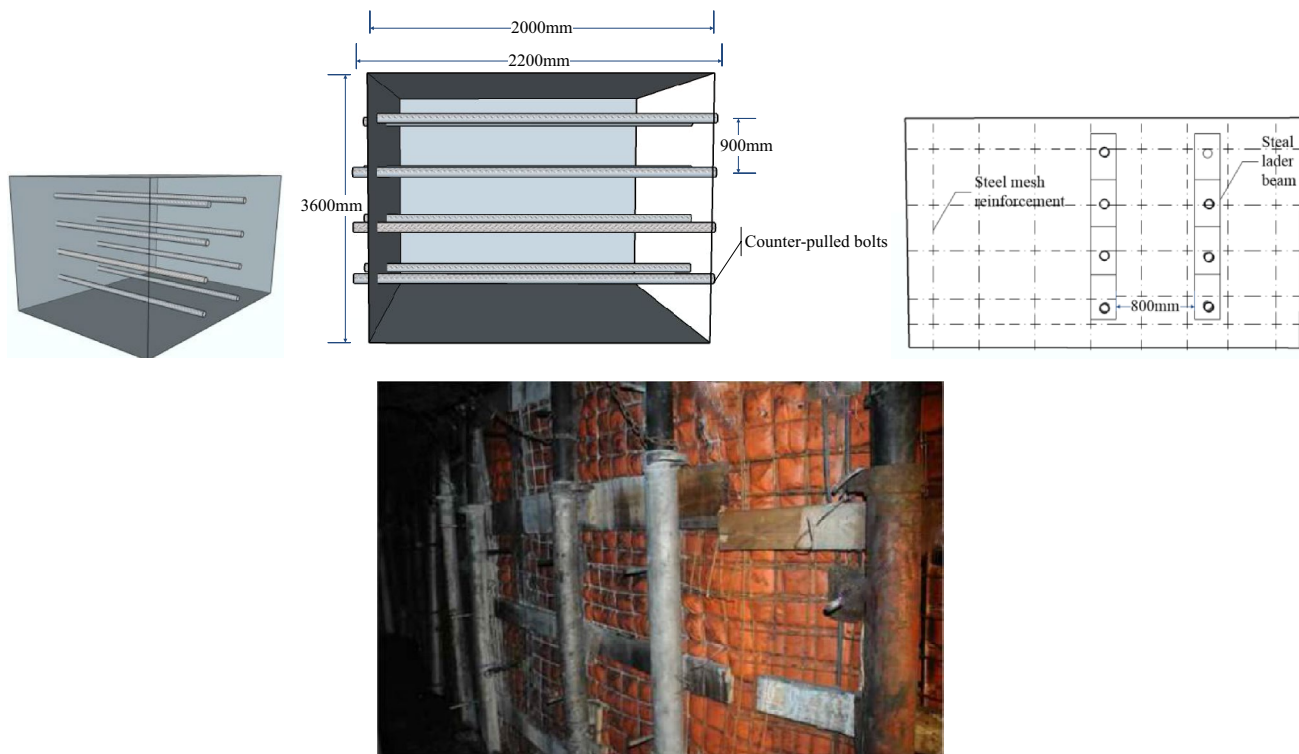 2000mm
2200mm
900mm
3600mm
Counter-pulled bolts
Steel mesh
reinforcement
Steal
lader
beam
800mm